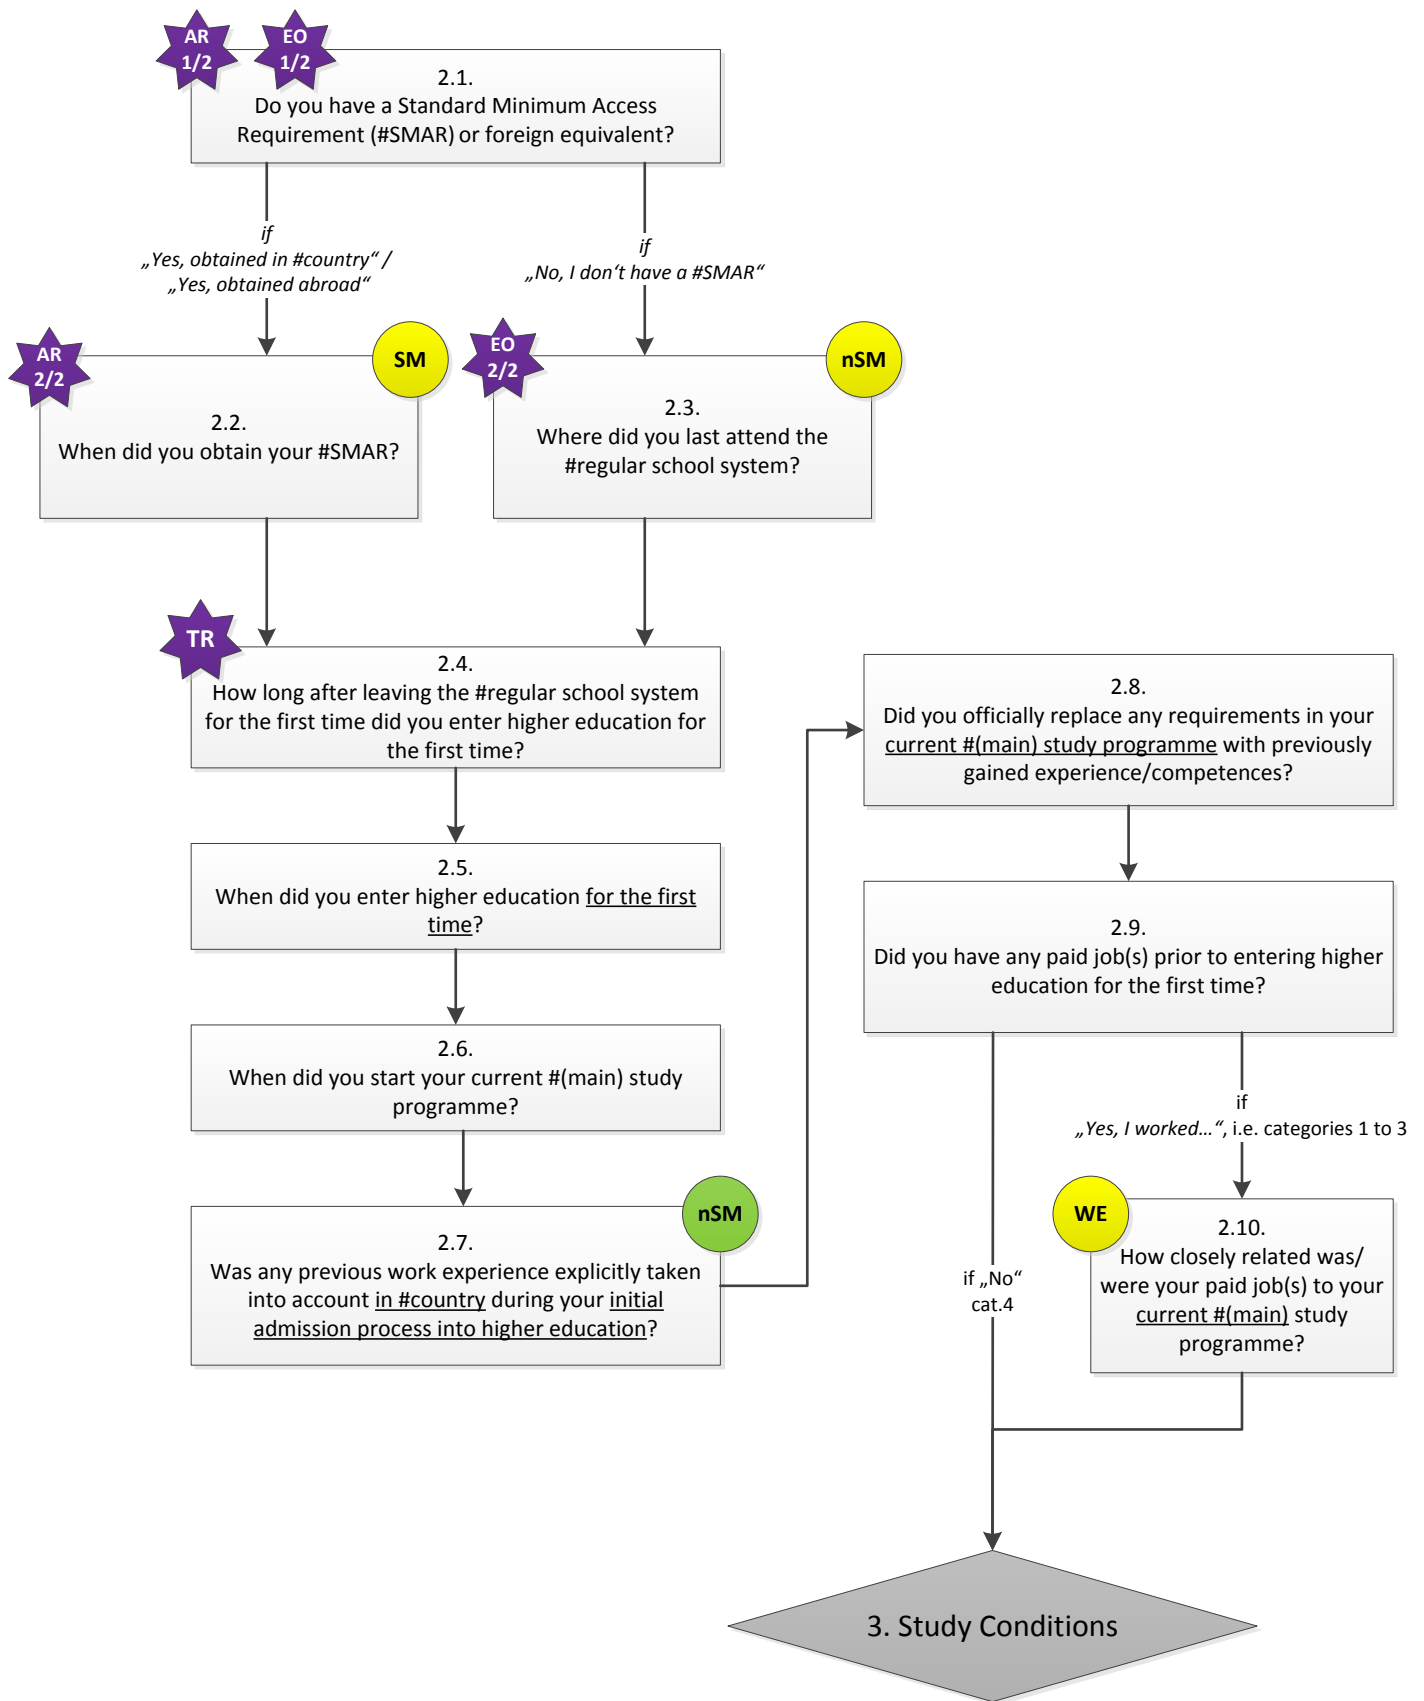 AR
1/2
EO
1/2
2.1.
Do you have a Standard Minimum Access
Requirement (#SMAR) or foreign equivalent?
if
„Yes, obtained in #country“ /
„Yes, obtained abroad“
if
„No, I don‘t have a #SMAR“
AR
2/2
SM
2.2.
When did you obtain your #SMAR?
EO
2/2
nSM
2.3.
Where did you last attend the
#regular school system?
TR
2.4.
How long after leaving the #regular school system
for the first time did you enter higher education for
the first time?
2.5.
When did you enter higher education for the first
time?
2.6.
When did you start your current #(main) study
programme?
nSM
2.7.
Was any previous work experience explicitly taken
into account in #country during your initial
admission process into higher education?
2.8.
Did you officially replace any requirements in your
current #(main) study programme with previously
gained experience/competences?
2.9.
Did you have any paid job(s) prior to entering higher
education for the first time?
if
„Yes, I worked…“, i.e. categories 1 to 3
if „No“
cat.4
WE
2.10.
How closely related was/
were your paid job(s) to your
current #(main) study
programme?
3. Study Conditions